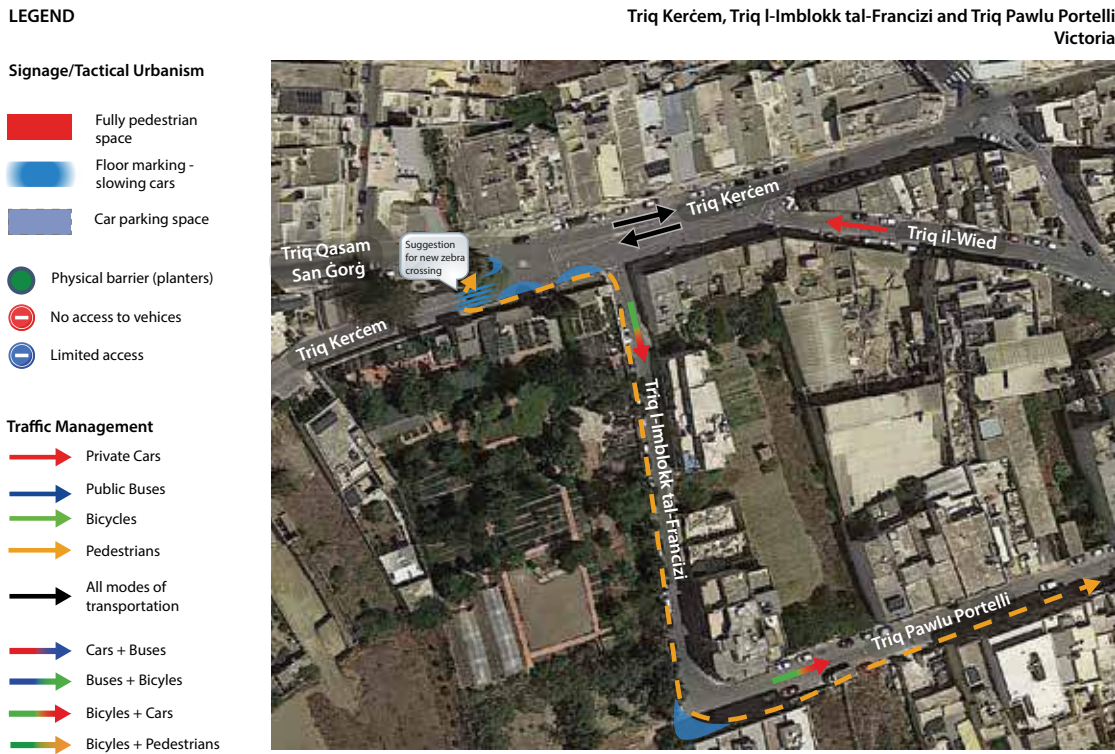 LEGEND
Triq Kerċem, Triq l-Imblokk tal-Francizi and Triq Pawlu Portelli
Victoria
Signage/Tactical Urbanism
Fully pedestrian
space
Floor marking -
slowing cars
Car parking space
Physical barrier (planters)
No access to vehicles
Limited access
Traffic Management
Private Cars
Public Buses
Bicycles
Pedestrians
All modes of
transportation
Cars + Buses
Buses + Bicyles
Bicyles + Cars
Bicyles + Pedestrians
Triq Kerċem
Triq il-Wied
Triq Qasam
San Ġorġ
Suggestion
for new zebra
crossing
Triq Kerċem
Triq l-Imblokk tal-Francizi
Triq Pawlu Portelli